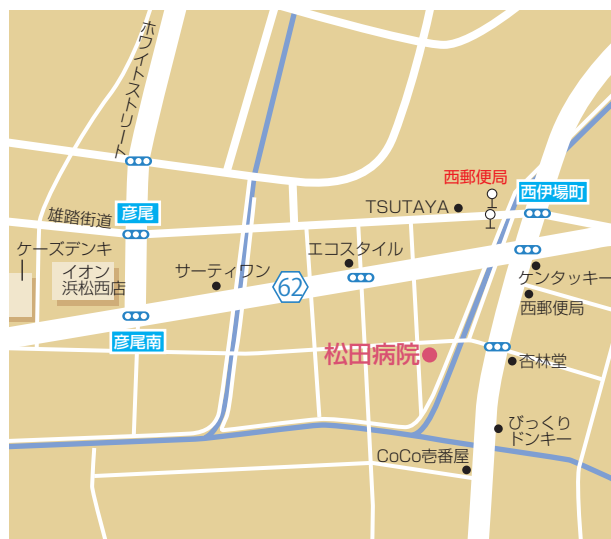 ホワイトストリート
西郵便局
西伊場町
TSUTAYA
彦尾
雄踏街道
ケーズデンキ
イオン
浜松西店
サーティワン
エコスタイル
62
ケンタッキー
西郵便局
彦尾南
松田病院
杏林堂
びっくり
ドンキー
CoCo壱番屋